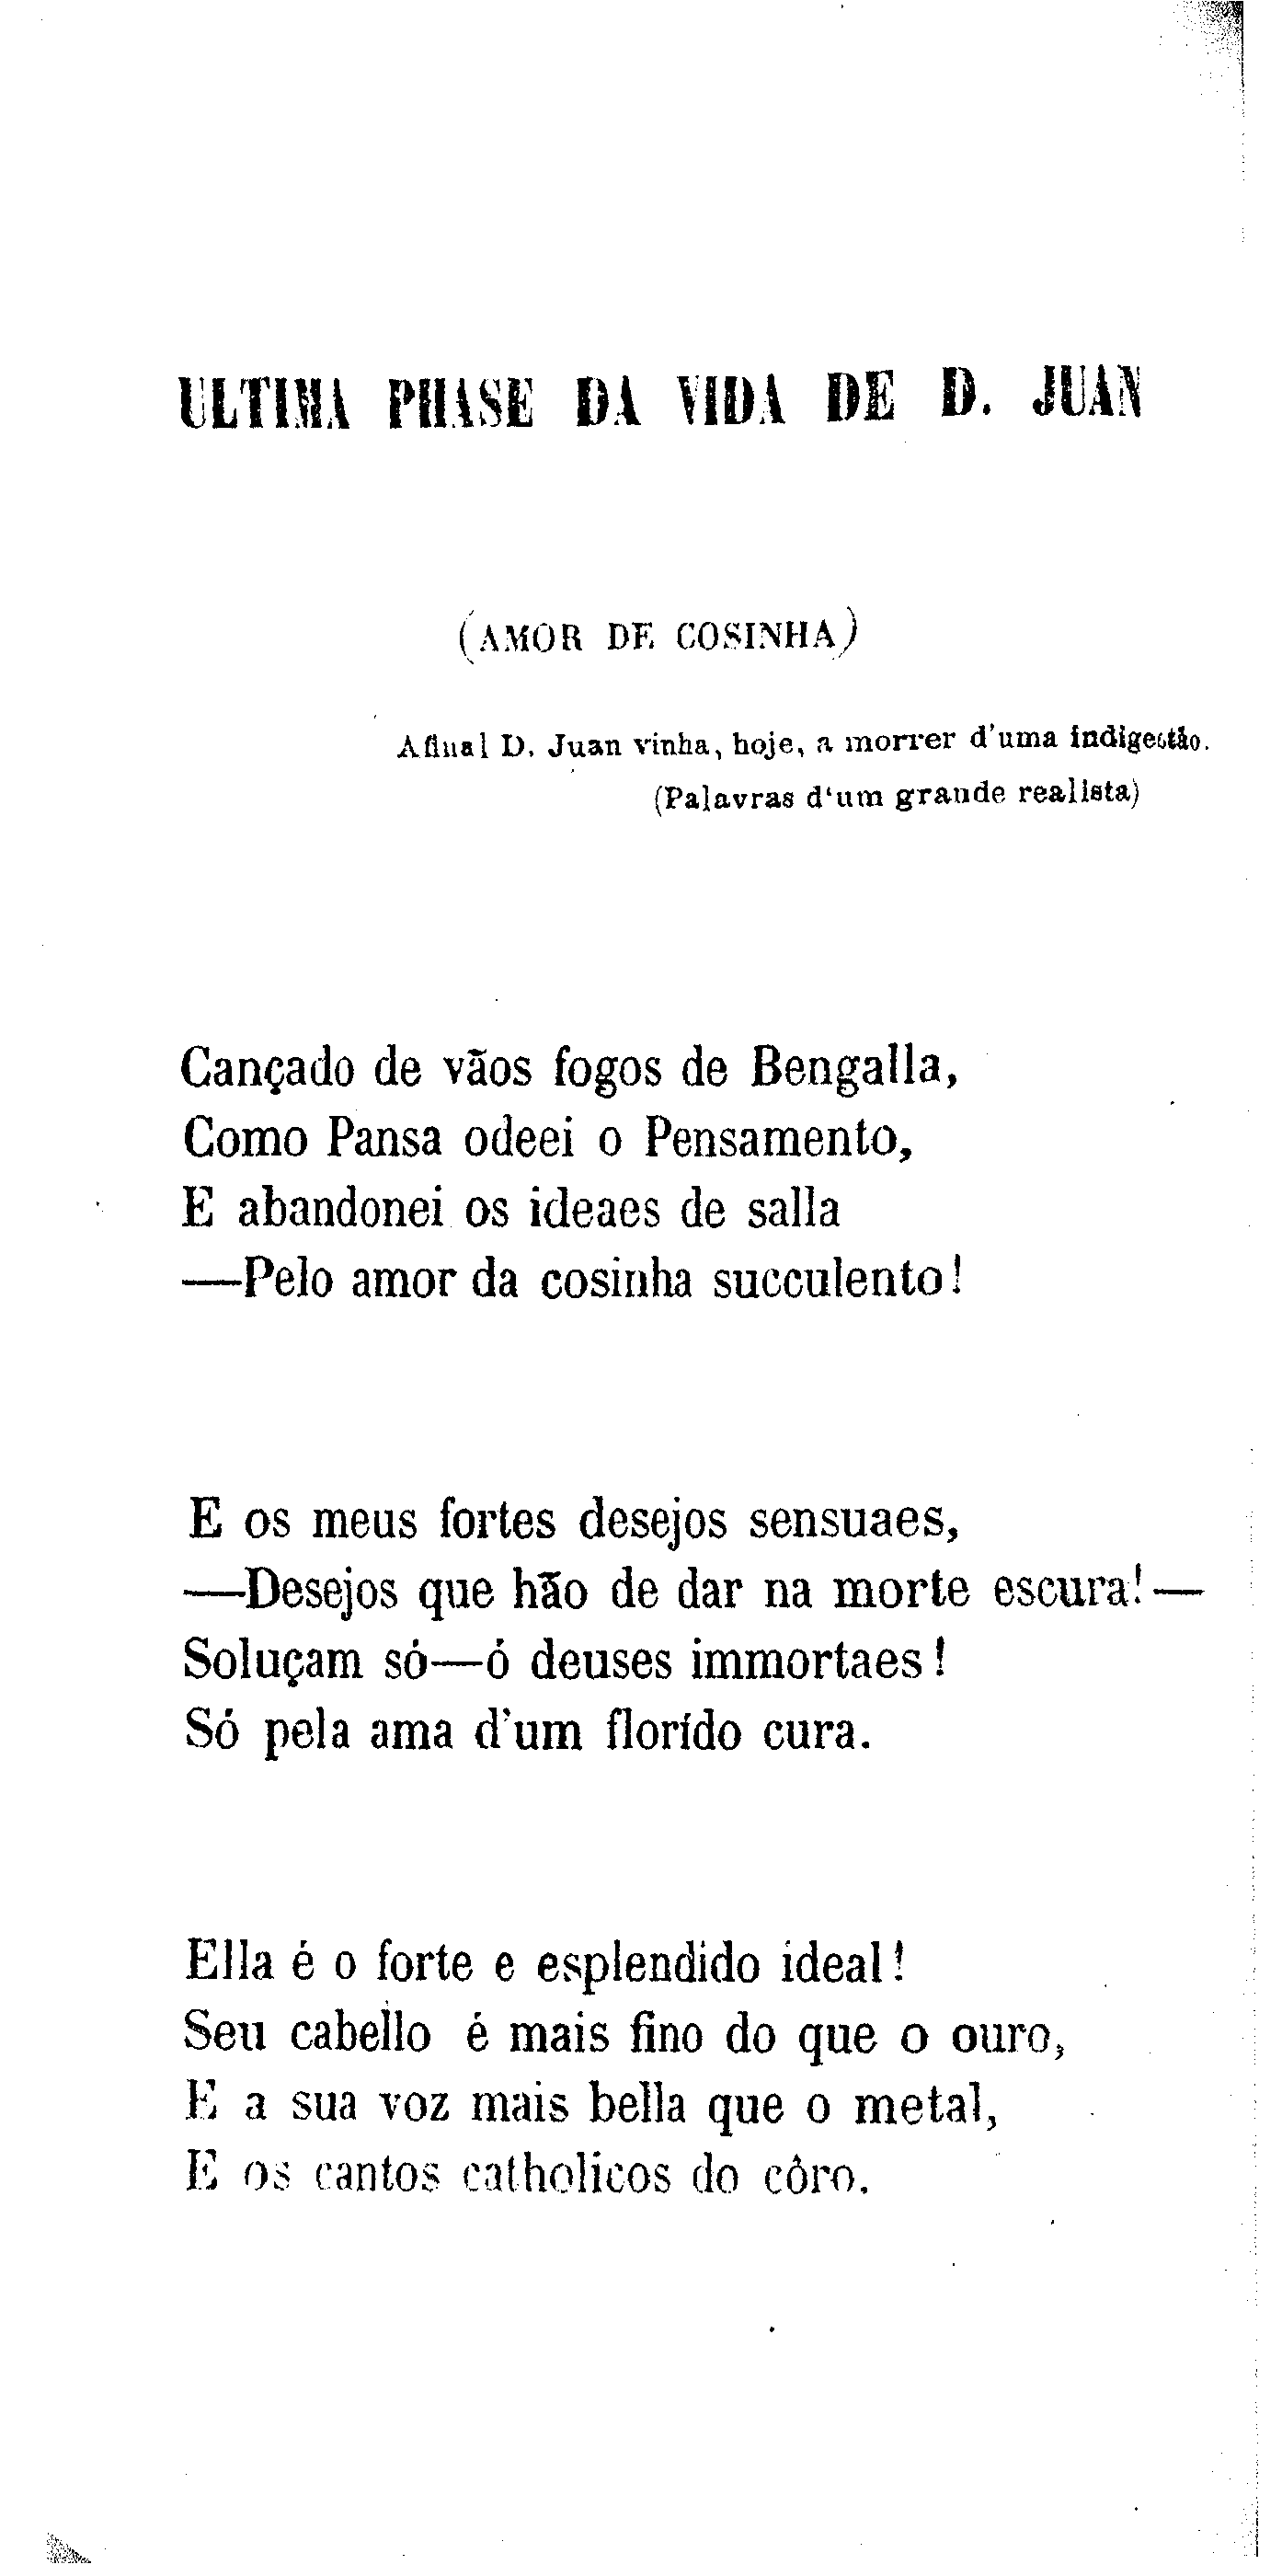 ULTIMA PHASE DA VIDA DE D. JUAN
(AMOR DE COSINHA)
Afinal D. Juan vinha, hoje, a morrer d'uma indigestão.
(Palavras d'um grande realista)
Cançado de vãos fogos de Bengalla,
Como Pansa odeei o Pensamento,
E abandonei os ideaes de salla
—Pelo amor da cosinha succulento!
E os meus fortes desejos sensuaes,
—Desejos que hão de dar na morte escura!—
Soluçam só—ó deuses immortaes!
Só pela ama d'um florído cura.
Ella é o forte e esplendido ideal!
Seu cabello é mais fino do que o ouro,
E a sua voz mais bella que o metal,
E os cantos catholicos do côro.